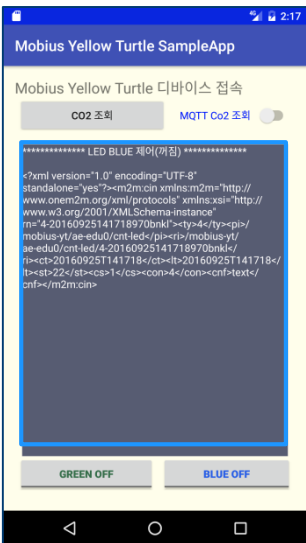 2:17
Mobius Yellow Turtle SampleApp
Mobius Yellow Turtle 디바이스 접속
CO2 조회
MQTT Co2 조회
************** LED BLUE 제어(꺼짐) **************
<?xml version="1.0" encoding="UTF-8"
standalone="yes"?><m2m:cin xmlns:m2m="http://
www.onem2m.org/xml/protocols" xmlns:xsi="http://
www.w3.org/2001/XMLSchema-instance"
rn="4-20160925141718970bnkl"><ty>4</ty><pi>/
mobius-yt/ae-edu0/cnt-led</pi><ri>/mobius-yt/
ae-edu0/cnt-led/4-20160925141718970bnkl</
ri><ct>20160925T141718</ct><lt>20160925T141718</
lt><st>22</st><cs>1</cs><con>4</con><cnf>text</
cnf></m2m:cin>
GREEN OFF
BLUE OFF